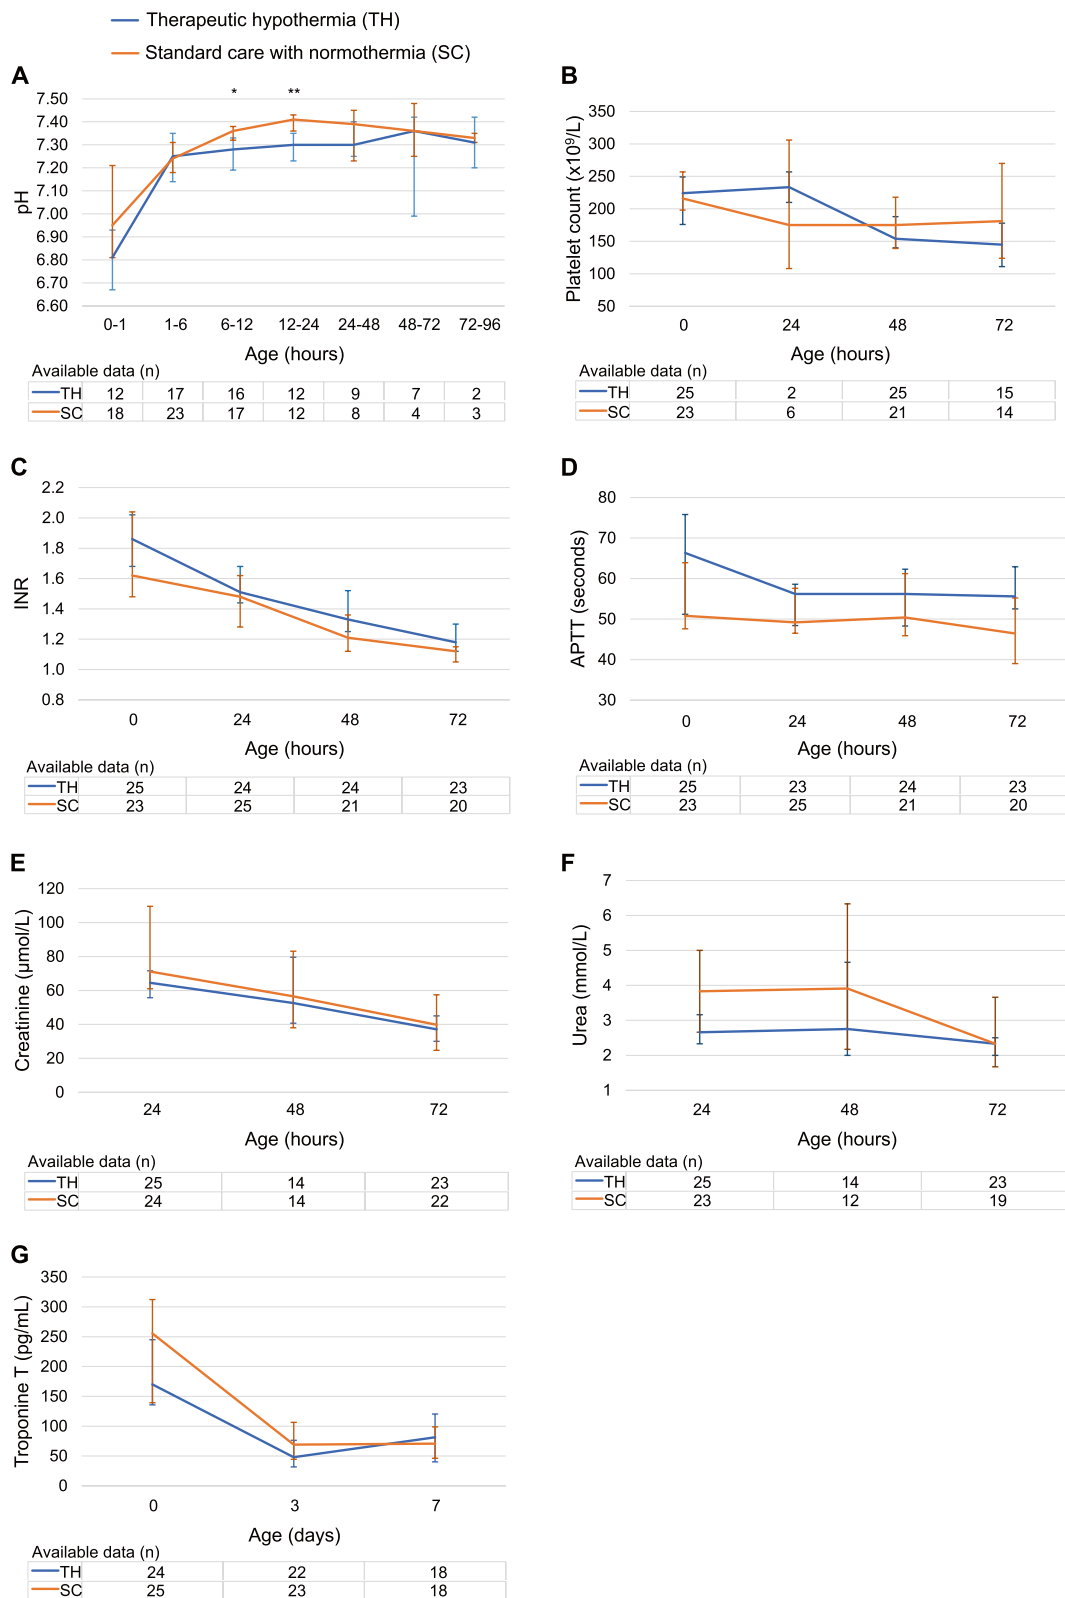 Therapeutic hypothermia (TH)
Standard care with normothermia (SC)
A
* **
7.50
7.40
7.30
7.20
7.10
7.00
6.90
6.80
6.70
6.60
pH
0-1 1-6 6-12 12-24 24-48 48-72 72-96
Age (hours)
Available data (n)
TH 12 17 16 12 9 7 2
SC 18 23 17 12 8 4 3
B
350
300
250
200
150
100
50
Platelet count (x10⁹/L)
0 24 48 72
Age (hours)
Available data (n)
TH 25 2 25 15
SC 23 6 21 14
C
2.2
2.0
1.8
1.6
1.4
1.2
1.0
0.8
INR
0 24 48 72
Age (hours)
Available data (n)
TH 25 24 24 23
SC 23 25 21 20
D
80
70
60
50
40
30
APTT (seconds)
0 24 48 72
Age (hours)
Available data (n)
TH 25 23 24 23
SC 23 25 21 20
E
120
100
80
60
40
20
0
Creatinine (µmol/L)
24 48 72
Age (hours)
Available data (n)
TH 25 14 23
SC 24 14 22
F
7
6
5
4
3
2
1
Urea (mmol/L)
24 48 72
Age (hours)
Available data (n)
TH 25 14 23
SC 23 12 19
G
350
300
250
200
150
100
50
0
Troponine T (pg/mL)
0 3 7
Age (days)
Available data (n)
TH 24 22 18
SC 25 23 18